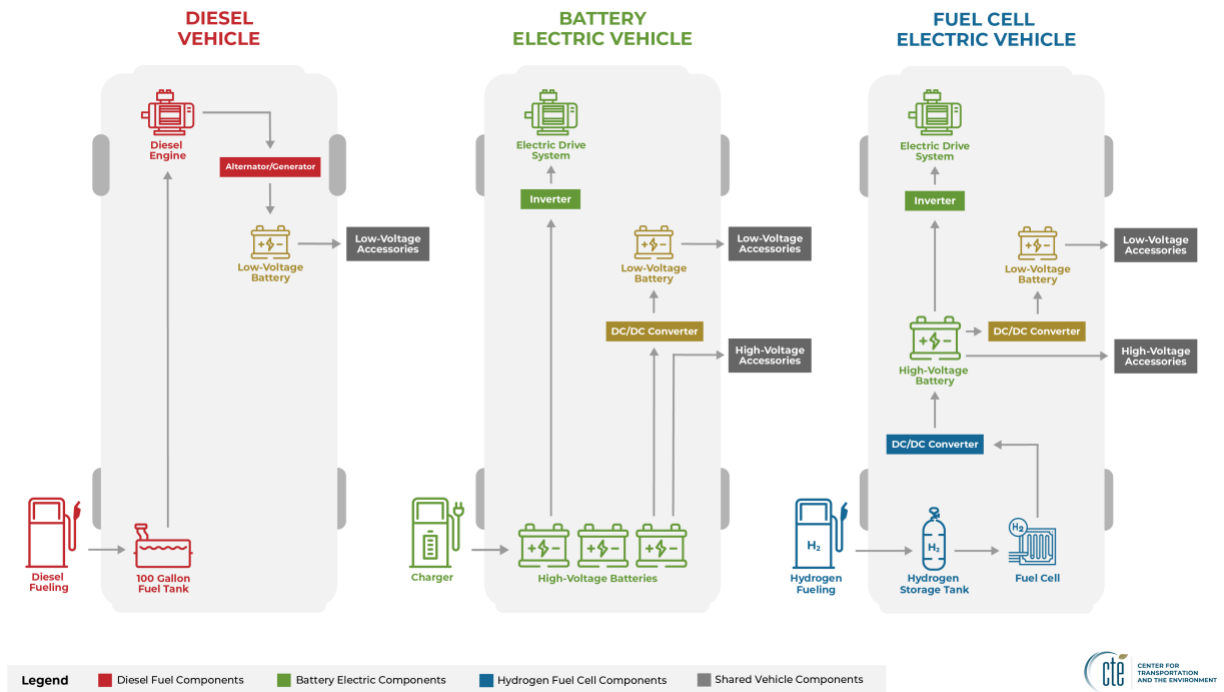 DIESEL
VEHICLE
Diesel
Engine
Alternator/Generator
Low-Voltage
Battery
Low-Voltage
Accessories
Diesel
Fueling
100 Gallon
Fuel Tank
BATTERY
ELECTRIC VEHICLE
Electric Drive
System
Inverter
Low-Voltage
Battery
Low-Voltage
Accessories
DC/DC Converter
High-Voltage
Accessories
Charger
High-Voltage Batteries
FUEL CELL
ELECTRIC VEHICLE
Electric Drive
System
Inverter
Low-Voltage
Battery
Low-Voltage
Accessories
DC/DC Converter
High-Voltage
Battery
High-Voltage
Accessories
DC/DC Converter
H₂
Hydrogen
Fueling
H₂
Hydrogen
Storage Tank
H₂
Fuel Cell
Legend
Diesel Fuel Components
Battery Electric Components
Hydrogen Fuel Cell Components
Shared Vehicle Components
cte
CENTER FOR
TRANSPORTATION
AND THE ENVIRONMENT